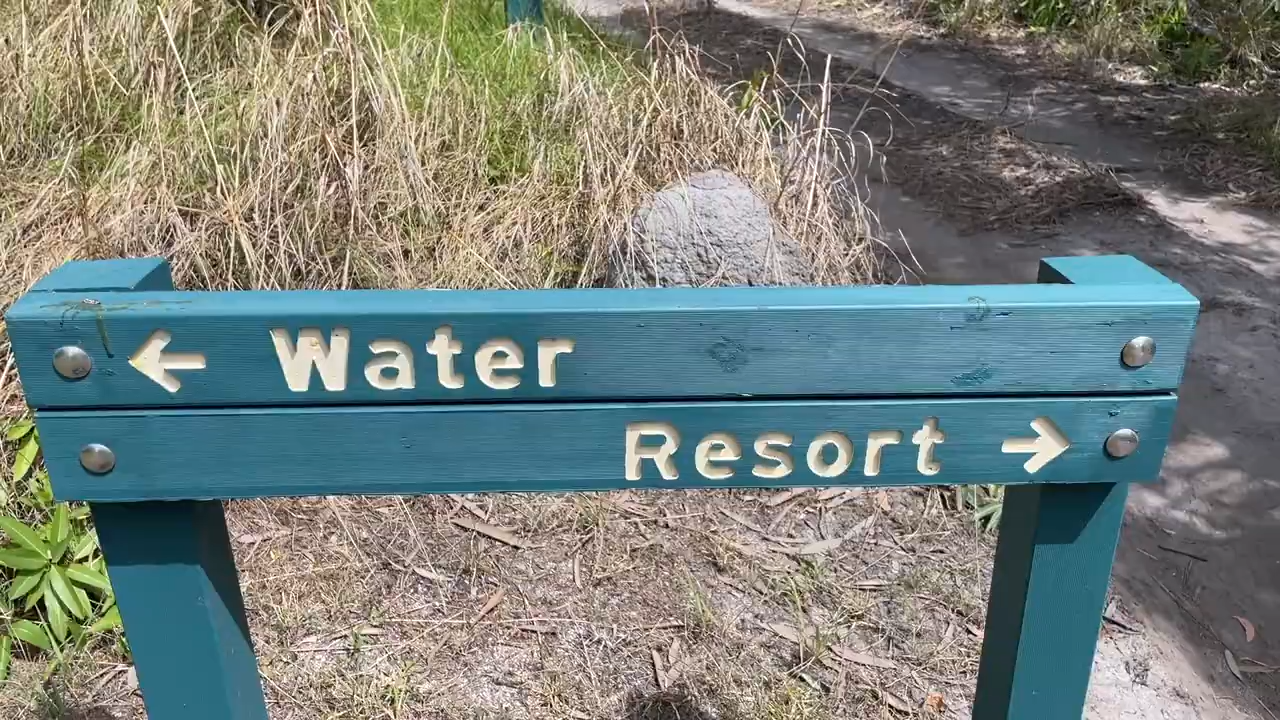 ← Water
Resort →